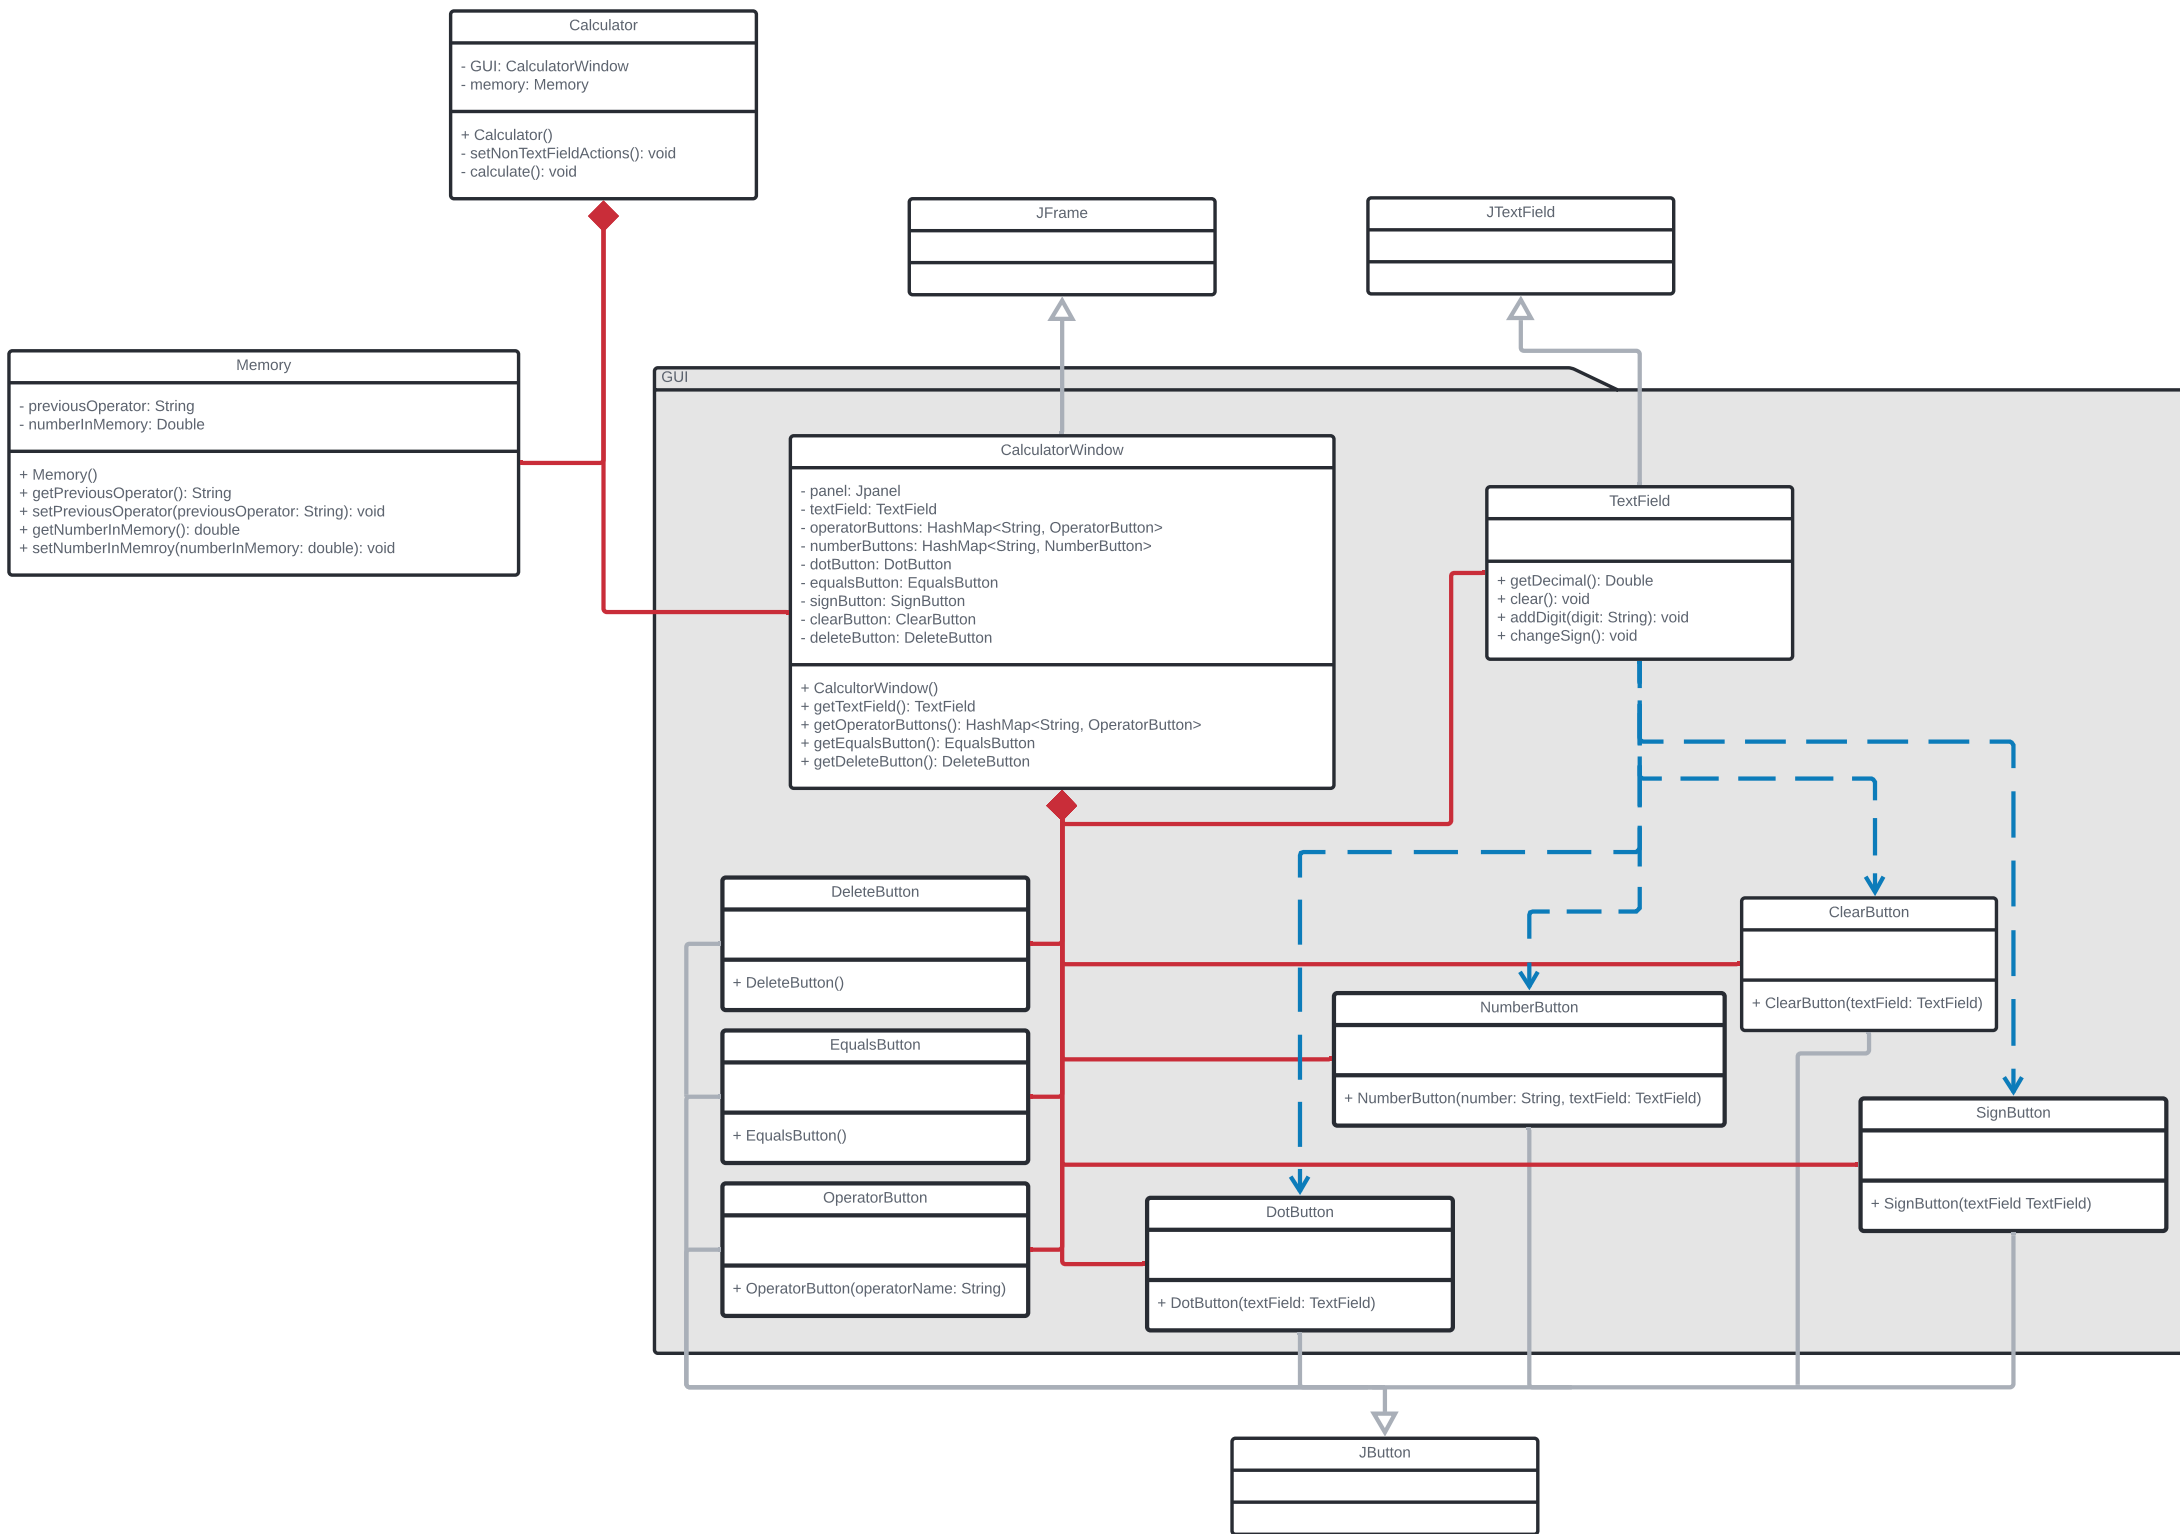 Calculator
- GUI: CalculatorWindow
- memory: Memory
+ Calculator()
- setNonTextFieldActions(): void
- calculate(): void
JFrame
JTextField
Memory
- previousOperator: String
- numberInMemory: Double
+ Memory()
+ getPreviousOperator(): String
+ setPreviousOperator(previousOperator: String): void
+ getNumberInMemory(): double
+ setNumberInMemroy(numberInMemory: double): void
GUI
CalculatorWindow
- panel: Jpanel
- textField: TextField
- operatorButtons: HashMap<String, OperatorButton>
- numberButtons: HashMap<String, NumberButton>
- dotButton: DotButton
- equalsButton: EqualsButton
- signButton: SignButton
- clearButton: ClearButton
- deleteButton: DeleteButton
+ CalcultorWindow()
+ getTextField(): TextField
+ getOperatorButtons(): HashMap<String, OperatorButton>
+ getEqualsButton(): EqualsButton
+ getDeleteButton(): DeleteButton
TextField
+ getDecimal(): Double
+ clear(): void
+ addDigit(digit: String): void
+ changeSign(): void
DeleteButton
+ DeleteButton()
ClearButton
+ ClearButton(textField: TextField)
NumberButton
+ NumberButton(number: String, textField: TextField)
EqualsButton
+ EqualsButton()
SignButton
+ SignButton(textField TextField)
OperatorButton
+ OperatorButton(operatorName: String)
DotButton
+ DotButton(textField: TextField)
JButton